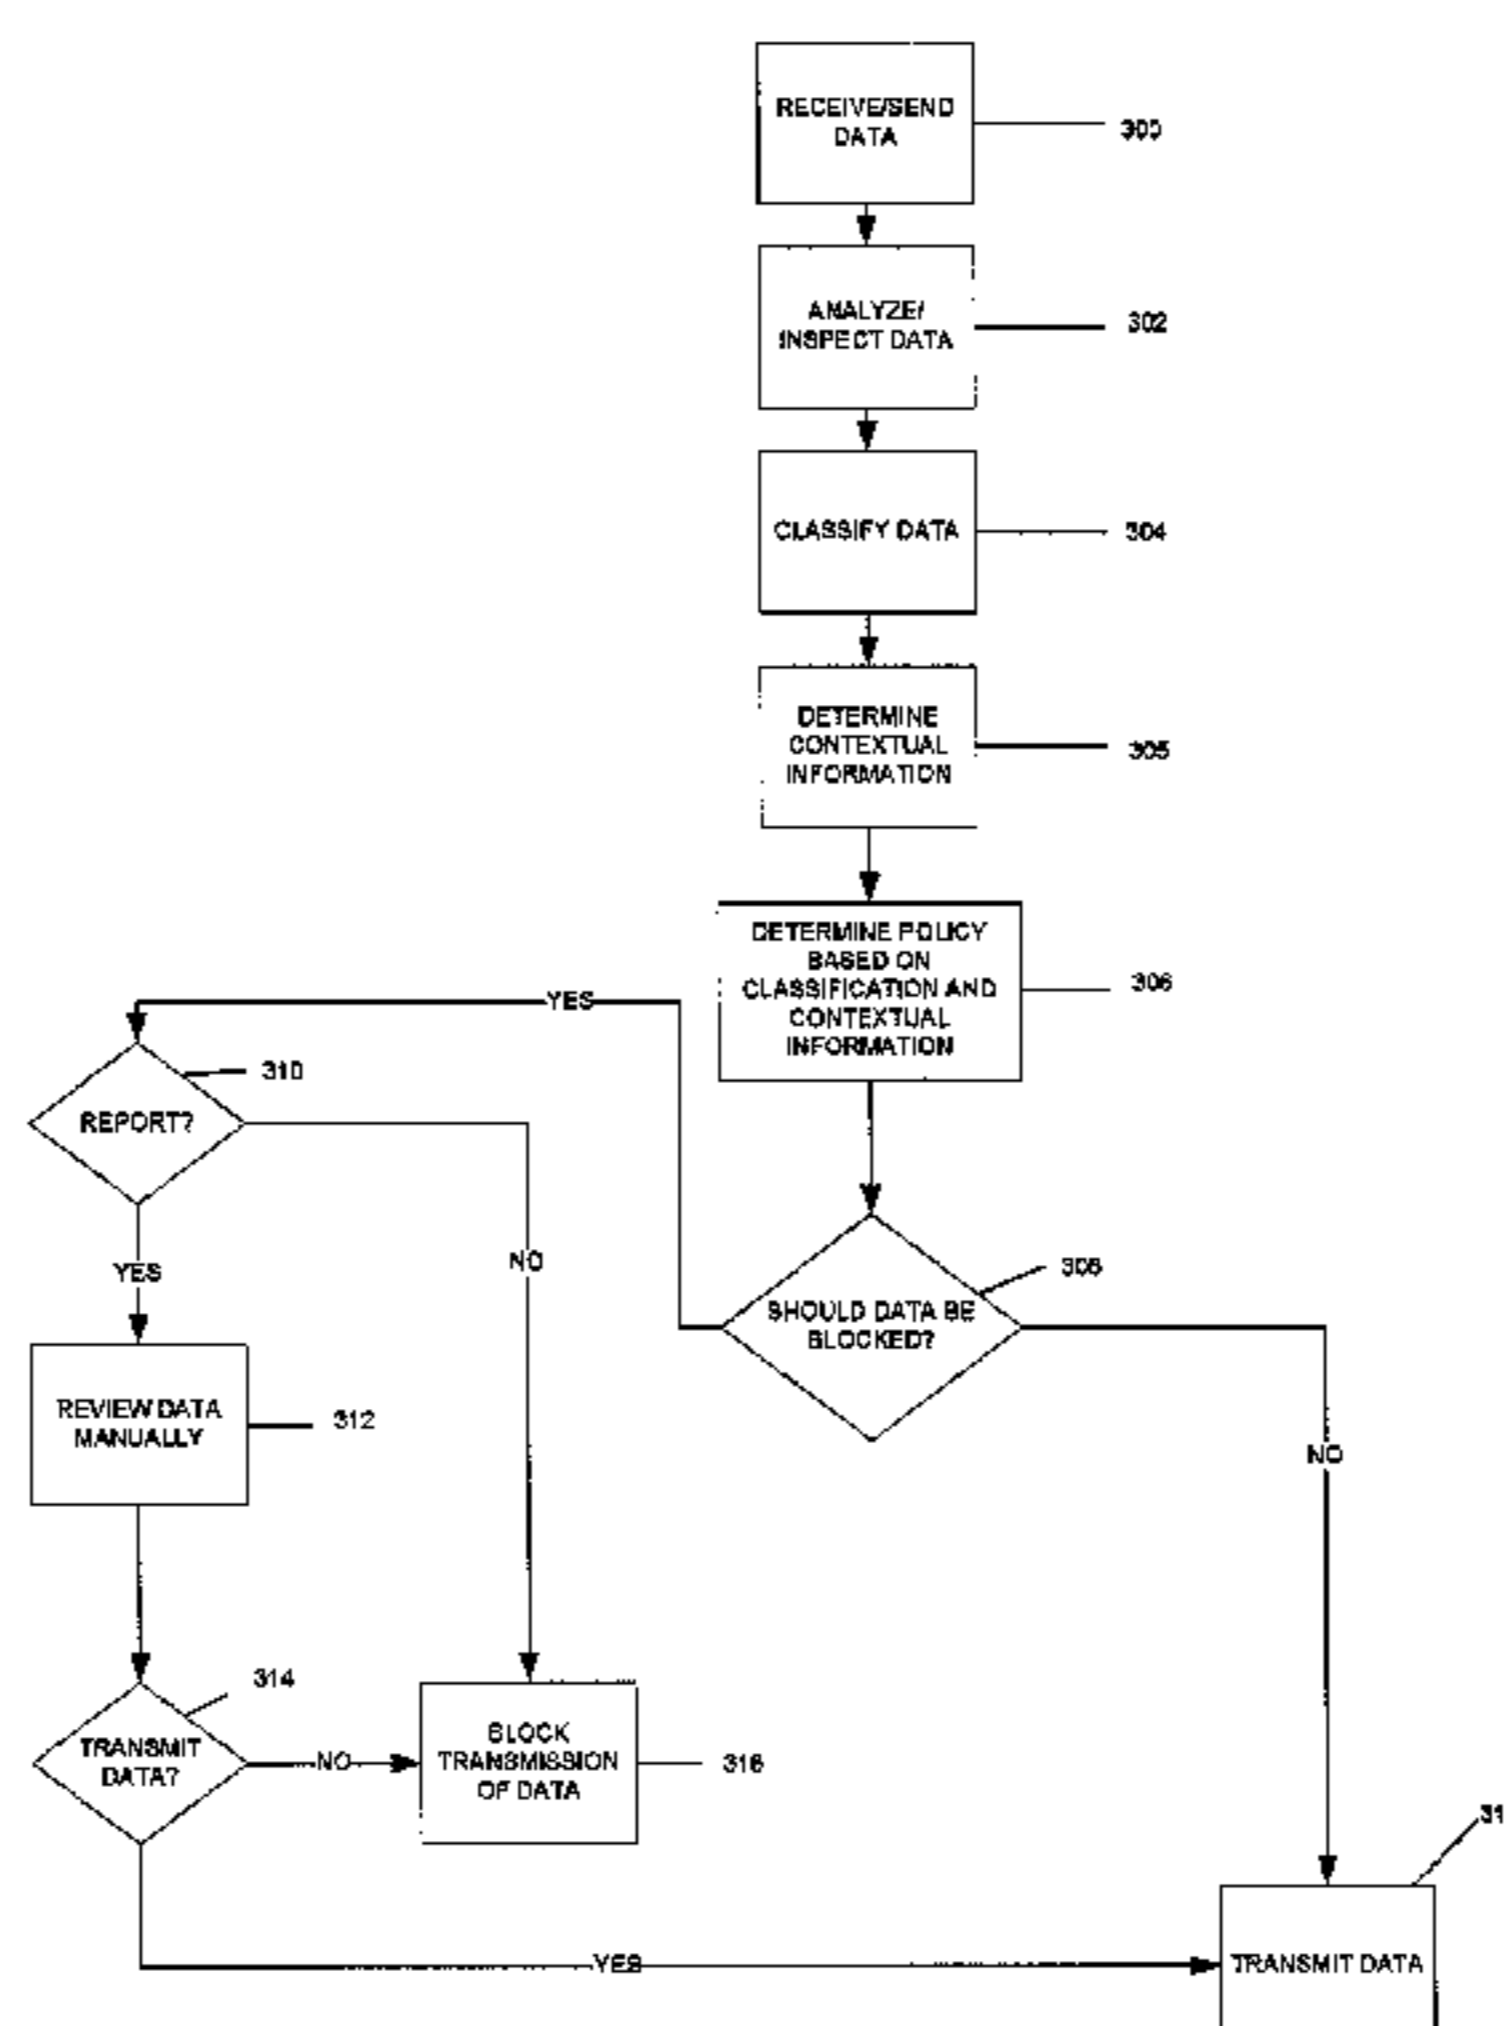 RECEIVE/SEND
DATA
300
ANALYZE/
INSPECT DATA
302
CLASSIFY DATA
304
DETERMINE
CONTEXTUAL
INFORMATION
305
DETERMINE POLICY
BASED ON
CLASSIFICATION AND
CONTEXTUAL
INFORMATION
306
YES
310
REPORT?
NO
YES
308
SHOULD DATA BE
BLOCKED?
NO
REVIEW DATA
MANUALLY
312
314
TRANSMIT
DATA?
NO
BLOCK
TRANSMISSION
OF DATA
316
31
YES
TRANSMIT DATA